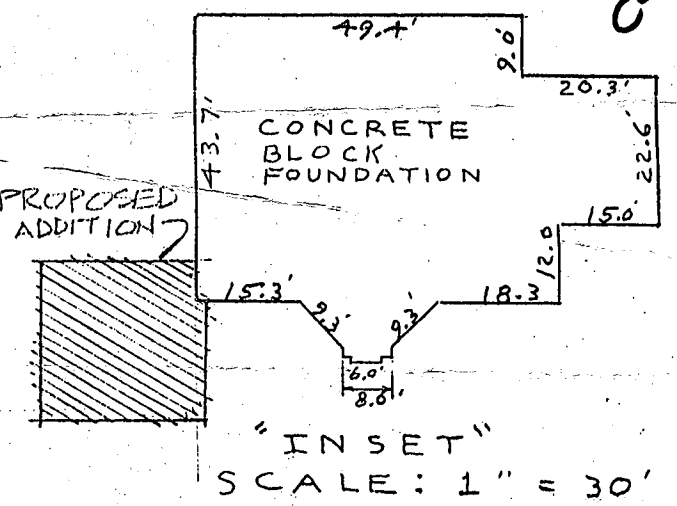 49.4'
9.0'
20.3'
43.7'
CONCRETE
BLOCK
FOUNDATION
22.6'
PROPOSED
ADDITION
15.0'
12.0
15.3'
9.3'
9.3'
18.3
6.0'
8.0'
"INSET"
SCALE: 1" = 30'